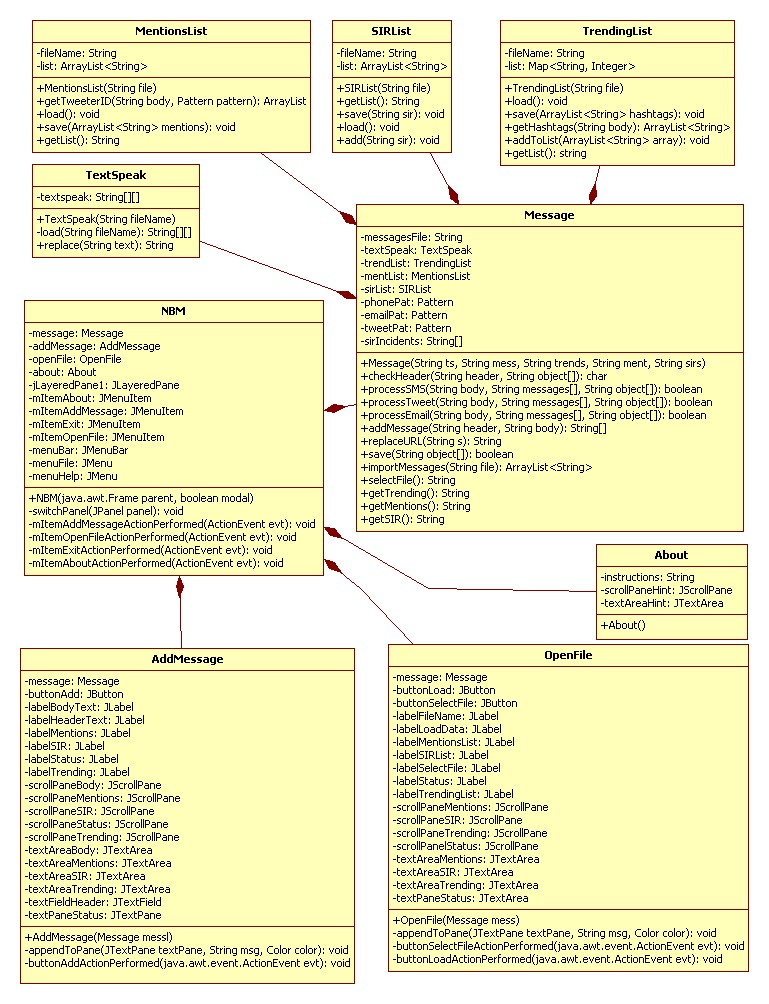 MentionsList
-fileName: String
-list: ArrayList<String>
+MentionsList(String file)
+getTweeterID(String body, Pattern pattern): ArrayList
+load(): void
+save(ArrayList<String> mentions): void
+getList(): String
SIRList
-fileName: String
-list: ArrayList<String>
+SIRList(String file)
+getList(): String
+save(String sir): void
+load(): void
+add(String sir): void
TrendingList
-fileName: String
-list: Map<String, Integer>
+TrendingList(String file)
+load(): void
+save(ArrayList<String> hashtags): void
+getHashtags(String body): ArrayList<String>
+addToList(ArrayList<String> array): void
+getList(): string
TextSpeak
-textspeak: String[][]
+TextSpeak(String fileName)
-load(String fileName): String[][]
+replace(String text): String
Message
-messagesFile: String
-textSpeak: TextSpeak
-trendList: TrendingList
-mentList: MentionsList
-sirList: SIRList
-phonePat: Pattern
-emailPat: Pattern
-tweetPat: Pattern
-sirIncidents: String[]
+Message(String ts, String mess, String trends, String ment, String sirs)
+checkHeader(String header, String object[]): char
+processSMS(String body, String messages[], String object[]): boolean
+processTweet(String body, String messages[], String object[]): boolean
+processEmail(String body, String messages[], String object[]): boolean
+addMessage(String header, String body): String[]
+replaceURL(String s): String
+save(String object[]): boolean
+importMessages(String file): ArrayList<String>
+selectFile(): String
+getTrending(): String
+getMentions(): String
+getSIR(): String
NBM
-message: Message
-addMessage: AddMessage
-openFile: OpenFile
-about: About
-jLayeredPane1: JLayeredPane
-mItemAbout: JMenuItem
-mItemAddMessage: JMenuItem
-mItemExit: JMenuItem
-mItemOpenFile: JMenuItem
-menuBar: JMenuBar
-menuFile: JMenu
-menuHelp: JMenu
+NBM(java.awt.Frame parent, boolean modal)
-switchPanel(JPanel panel): void
-mItemAddMessageActionPerformed(ActionEvent evt): void
-mItemOpenFileActionPerformed(ActionEvent evt): void
-mItemExitActionPerformed(ActionEvent evt): void
-mItemAboutActionPerformed(ActionEvent evt): void
About
-instructions: String
-scrollPaneHint: JScrollPane
-textAreaHint: JTextArea
+About()
AddMessage
-message: Message
-buttonAdd: JButton
-labelBodyText: JLabel
-labelHeaderText: JLabel
-labelMentions: JLabel
-labelSIR: JLabel
-labelStatus: JLabel
-labelTrending: JLabel
-scrollPaneBody: JScrollPane
-scrollPaneMentions: JScrollPane
-scrollPaneSIR: JScrollPane
-scrollPaneStatus: JScrollPane
-scrollPaneTrending: JScrollPane
-textAreaBody: JTextArea
-textAreaMentions: JTextArea
-textAreaSIR: JTextArea
-textAreaTrending: JTextArea
-textFieldHeader: JTextField
-textPaneStatus: JTextPane
+AddMessage(Message messl)
-appendToPane(JTextPane textPane, String msg, Color color): void
-buttonAddActionPerformed(java.awt.event.ActionEvent evt): void
OpenFile
-message: Message
-buttonLoad: JButton
-buttonSelectFile: JButton
-labelFileName: JLabel
-labelLoadData: JLabel
-labelMentionsList: JLabel
-labelSIRList: JLabel
-labelSelectFile: JLabel
-labelStatus: JLabel
-labelTrendingList: JLabel
-scrollPaneMentions: JScrollPane
-scrollPaneSIR: JScrollPane
-scrollPaneTrending: JScrollPane
-scrollPanelStatus: JScrollPane
-textAreaMentions: JTextArea
-textAreaSIR: JTextArea
-textAreaTrending: JTextArea
-textPaneStatus: JTextArea
+OpenFile(Message mess)
-appendToPane(JTextPane textPane, String msg, Color color): void
-buttonSelectFileActionPerformed(java.awt.event.ActionEvent evt): void
-buttonLoadActionPerformed(java.awt.event.ActionEvent evt): void